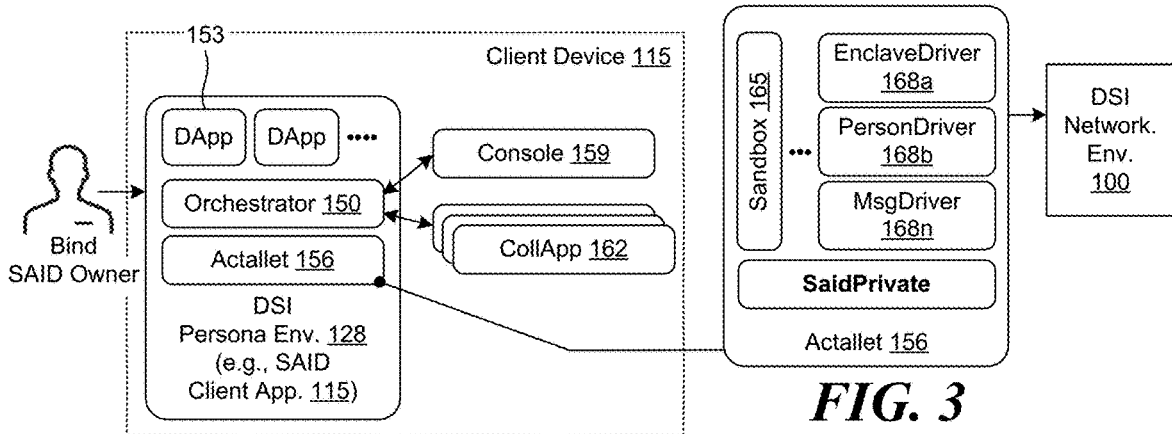 153
Client Device 115
DApp
DApp
Orchestrator 150
Actallet 156
DSI
Persona Env. 128
(e.g., SAID
Client App. 115)
Bind
SAID Owner
Console 159
CollApp 162
Sandbox 165
EnclaveDriver
168a
PersonDriver
168b
MsgDriver
168n
SaidPrivate
Actallet 156
DSI
Network.
Env.
100
FIG. 3